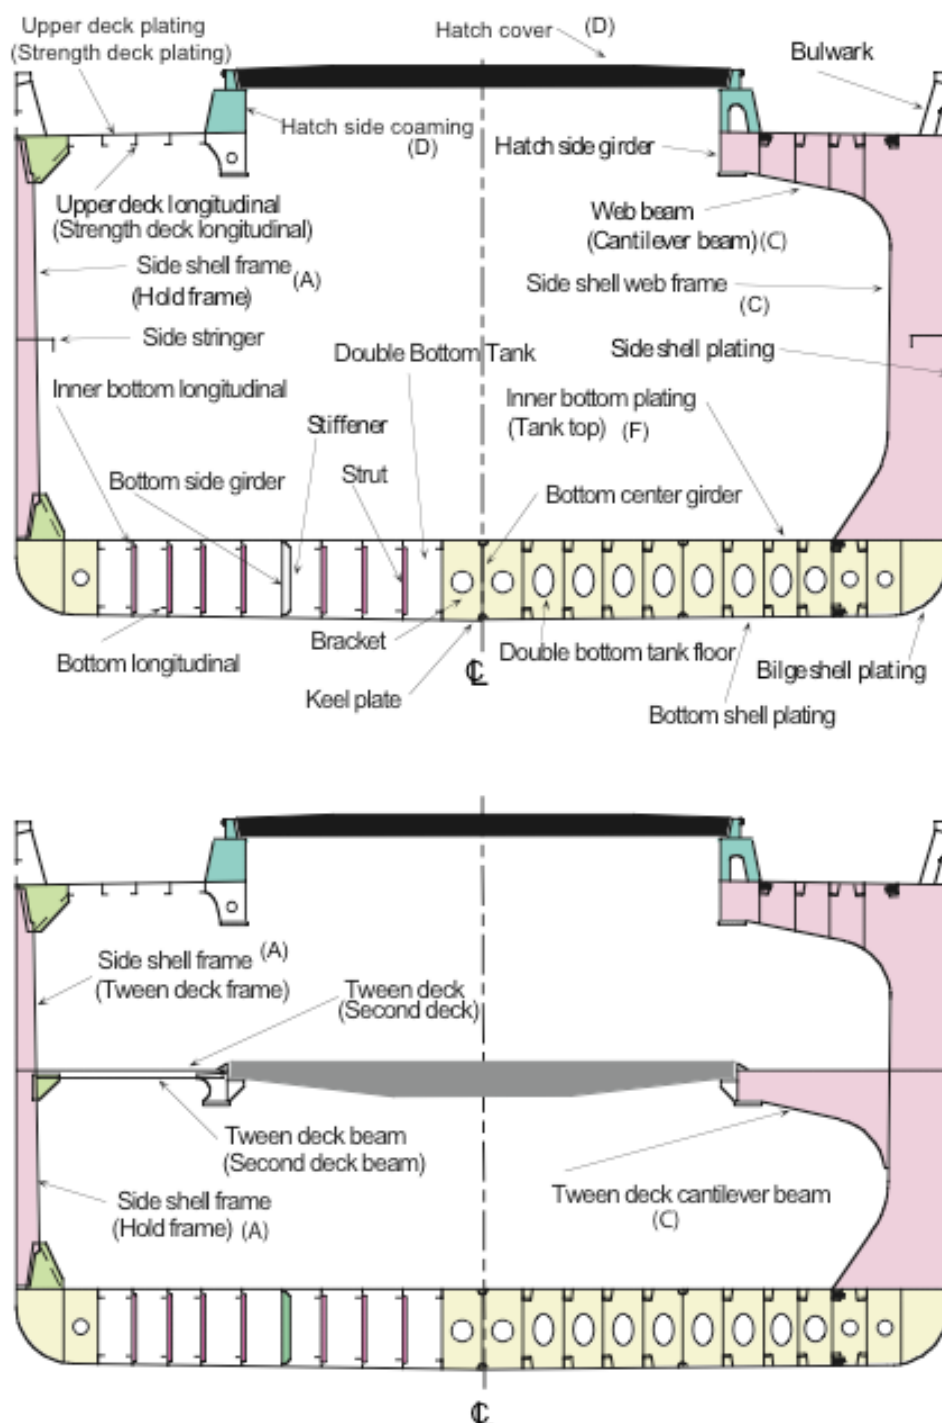 Upper deck plating
(Strength deck plating)
Hatch cover (D)
Bulwark
Hatch side coaming
(D)
Hatch side girder
Upper deck longitudinal
(Strength deck longitudinal)
Web beam
(Cantilever beam) (C)
Side shell frame (A)
(Hold frame)
Side shell web frame
(C)
Side stringer
Double Bottom Tank
Side shell plating
Inner bottom longitudinal
Inner bottom plating
(Tank top) (F)
Stiffener
Bottom side girder
Strut
Bottom center girder
Bracket
Double bottom tank floor
Bottom longitudinal
Bilge shell plating
Keel plate
℄
Bottom shell plating
Side shell frame (A)
(Tween deck frame)
Tween deck
(Second deck)
Tween deck beam
(Second deck beam)
Side shell frame
(Hold frame) (A)
Tween deck cantilever beam
(C)
℄